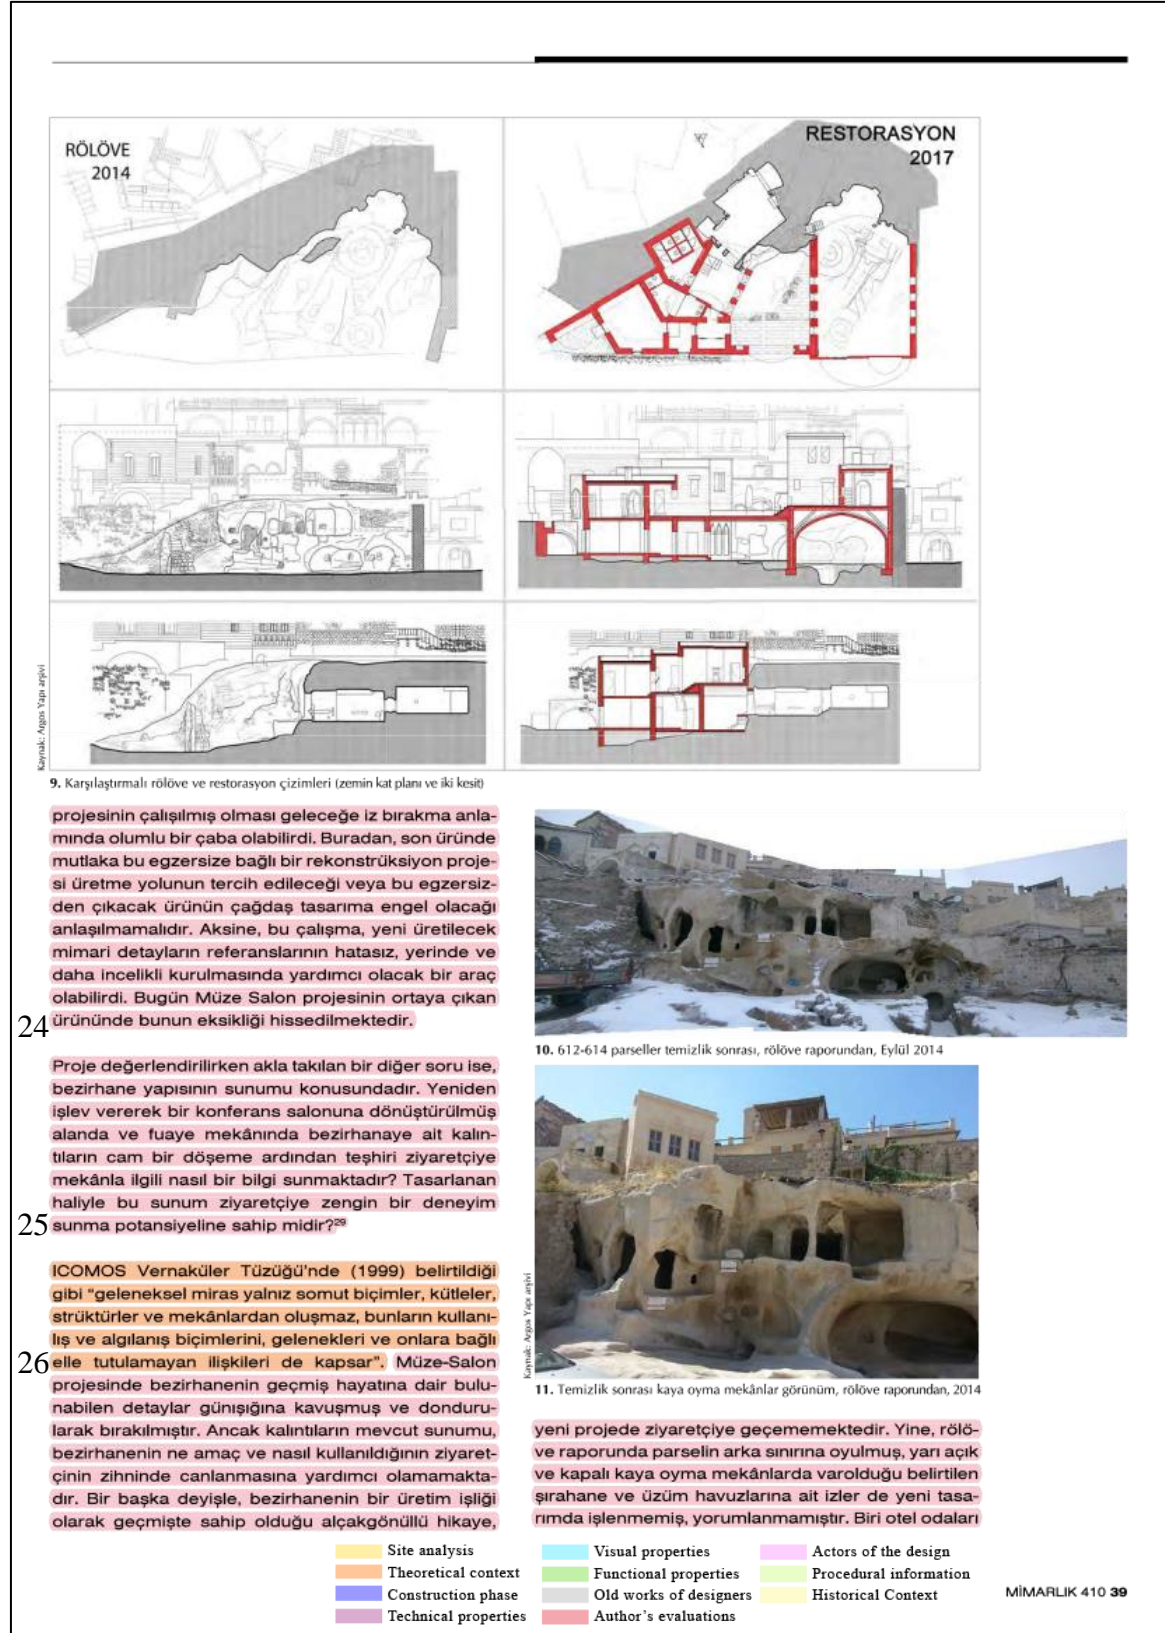 RÖLÖVE
2014
RESTORASYON
2017
Kaynak: Argos Yapı arşivi
9. Karşılaştırmalı rölöve ve restorasyon çizimleri (zemin kat planı ve iki kesit)
projesinin çalışılmış olması geleceğe iz bırakma anla-
mında olumlu bir çaba olabilirdi. Buradan, son üründe
mutlaka bu egzersize bağlı bir rekonstrüksiyon proje-
si üretme yolunun tercih edileceği veya bu egzersiz-
den çıkacak ürünün çağdaş tasarıma engel olacağı
anlaşılmamalıdır. Aksine, bu çalışma, yeni üretilecek
mimari detayların referanslarının hatasız, yerinde ve
daha incelikli kurulmasında yardımcı olacak bir araç
olabilirdi. Bugün Müze Salon projesinin ortaya çıkan
24 ürününde bunun eksikliği hissedilmektedir.
Proje değerlendirilirken akla takılan bir diğer soru ise,
bezirhane yapısının sunumu konusundadır. Yeniden
işlev vererek bir konferans salonuna dönüştürülmüş
alanda ve fuaye mekânında bezirhanaye ait kalın-
tıların cam bir döşeme ardından teşhiri ziyaretçiye
mekânla ilgili nasıl bir bilgi sunmaktadır? Tasarlanan
haliyle bu sunum ziyaretçiye zengin bir deneyim
25 sunma potansiyeline sahip midir?²⁹
ICOMOS Vernaküler Tüzüğü'nde (1999) belirtildiği
gibi "geleneksel miras yalnız somut biçimler, kütleler,
strüktürler ve mekânlardan oluşmaz, bunların kullanı-
lış ve algılanış biçimlerini, gelenekleri ve onlara bağlı
26 elle tutulamayan ilişkileri de kapsar". Müze-Salon
projesinde bezirhanenin geçmiş hayatına dair bulu-
nabilen detaylar günışığına kavuşmuş ve donduru-
larak bırakılmıştır. Ancak kalıntıların mevcut sunumu,
bezirhanenin ne amaç ve nasıl kullanıldığının ziyaret-
çinin zihninde canlanmasına yardımcı olamamakta-
dır. Bir başka deyişle, bezirhanenin bir üretim işliği
olarak geçmişte sahip olduğu alçakgönüllü hikaye,
10. 612-614 parseller temizlik sonrası, rölöve raporundan, Eylül 2014
Kaynak: Argos Yapı arşivi
11. Temizlik sonrası kaya oyma mekânlar görünüm, rölöve raporundan, 2014
yeni projede ziyaretçiye geçememektedir. Yine, rölö-
ve raporunda parselin arka sınırına oyulmuş, yarı açık
ve kapalı kaya oyma mekânlarda varolduğu belirtilen
şırahane ve üzüm havuzlarına ait izler de yeni tasa-
rımda işlenmemiş, yorumlanmamıştır. Biri otel odaları
Site analysis
Theoretical context
Construction phase
Technical properties
Visual properties
Functional properties
Old works of designers
Author's evaluations
Actors of the design
Procedural information
Historical Context
MİMARLIK 410 39